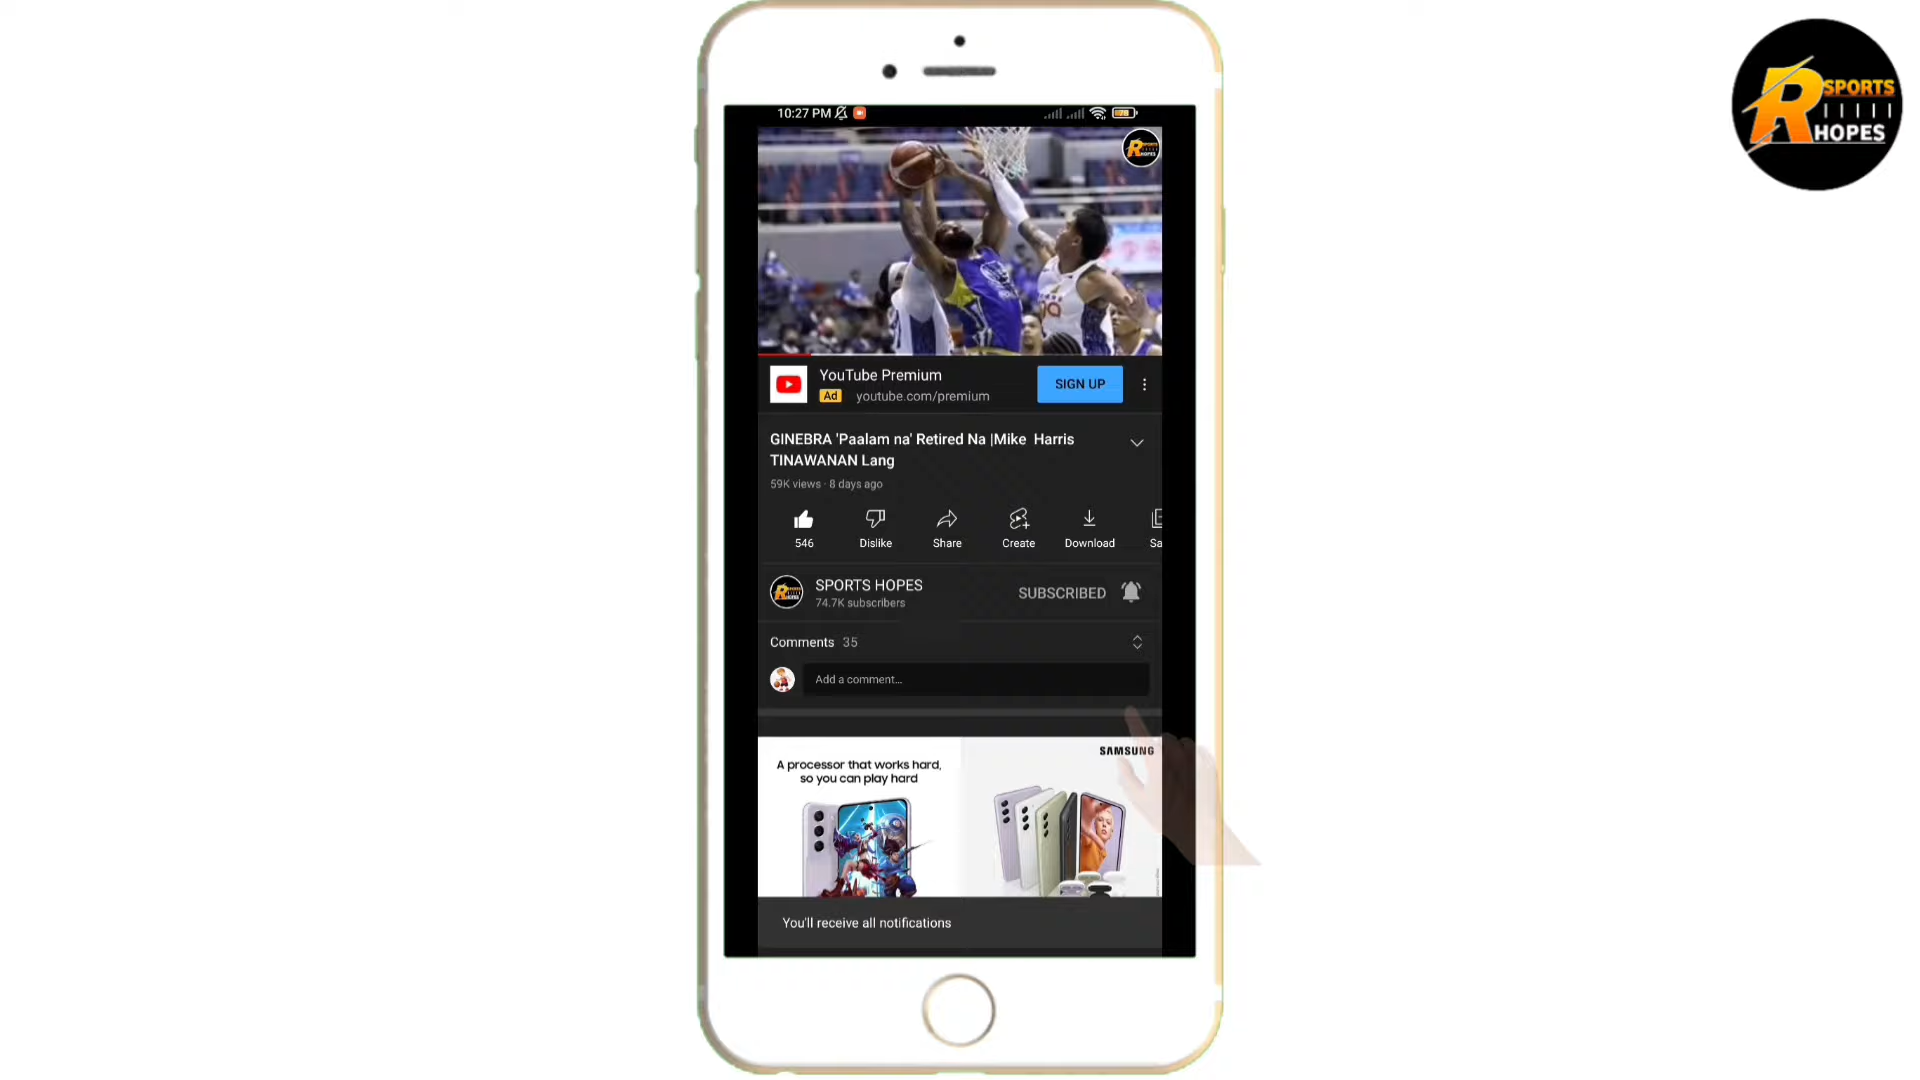 SPORTS
HOPES
10:27 PM
YouTube Premium
Ad youtube.com/premium
SIGN UP
GINEBRA 'Paalam na' Retired Na |Mike Harris
TINAWANAN Lang
59K views · 8 days ago
546
Dislike
Share
Create
Download
Sa
SPORTS HOPES
74.7K subscribers
SUBSCRIBED
Comments 35
Add a comment...
A processor that works hard,
so you can play hard
SAMSUNG
You'll receive all notifications